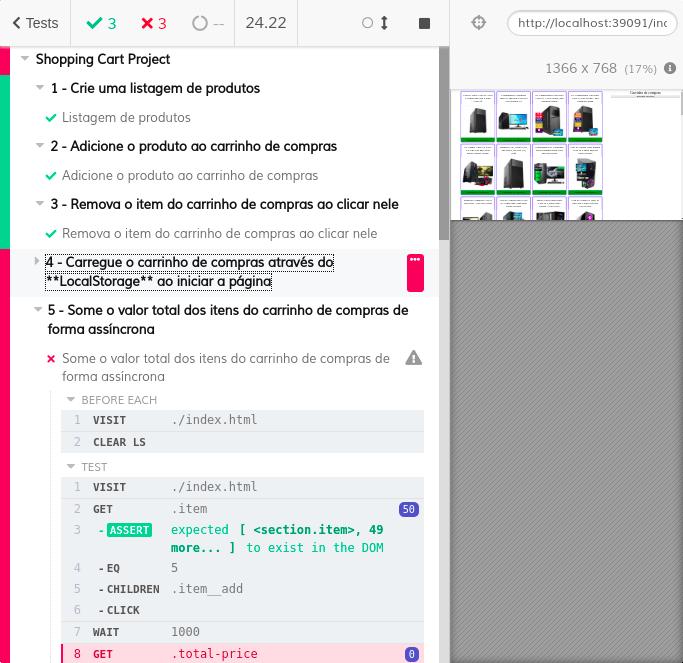 Tests 3 3 -- 24.22
http://localhost:39091/inc
1366 x 768 (17%)
Shopping Cart Project
1 - Crie uma listagem de produtos
Listagem de produtos
2 - Adicione o produto ao carrinho de compras
Adicione o produto ao carrinho de compras
3 - Remova o item do carrinho de compras ao clicar nele
Remova o item do carrinho de compras ao clicar nele
4 - Carregue o carrinho de compras através do
**LocalStorage** ao iniciar a página
5 - Some o valor total dos itens do carrinho de compras de
forma assíncrona
Some o valor total dos itens do carrinho de compras de
forma assíncrona
BEFORE EACH
1 VISIT ./index.html
2 CLEAR LS
TEST
1 VISIT ./index.html
2 GET .item 50
3 -ASSERT expected [ <section.item>, 49
more... ] to exist in the DOM
4 -EQ 5
5 -CHILDREN .item__add
6 -CLICK
7 WAIT 1000
8 GET .total-price 0